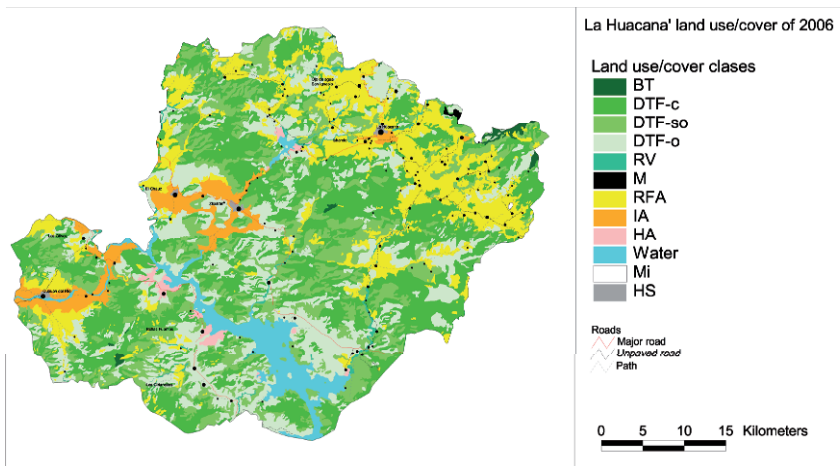 La Huacana' land use/cover of 2006
Land use/cover clases
BT
DTF-c
DTF-so
DTF-o
RV
M
RFA
IA
HA
Water
Mi
HS
Roads
Major road
Unpaved road
Path
0 5 10 15 Kilometers